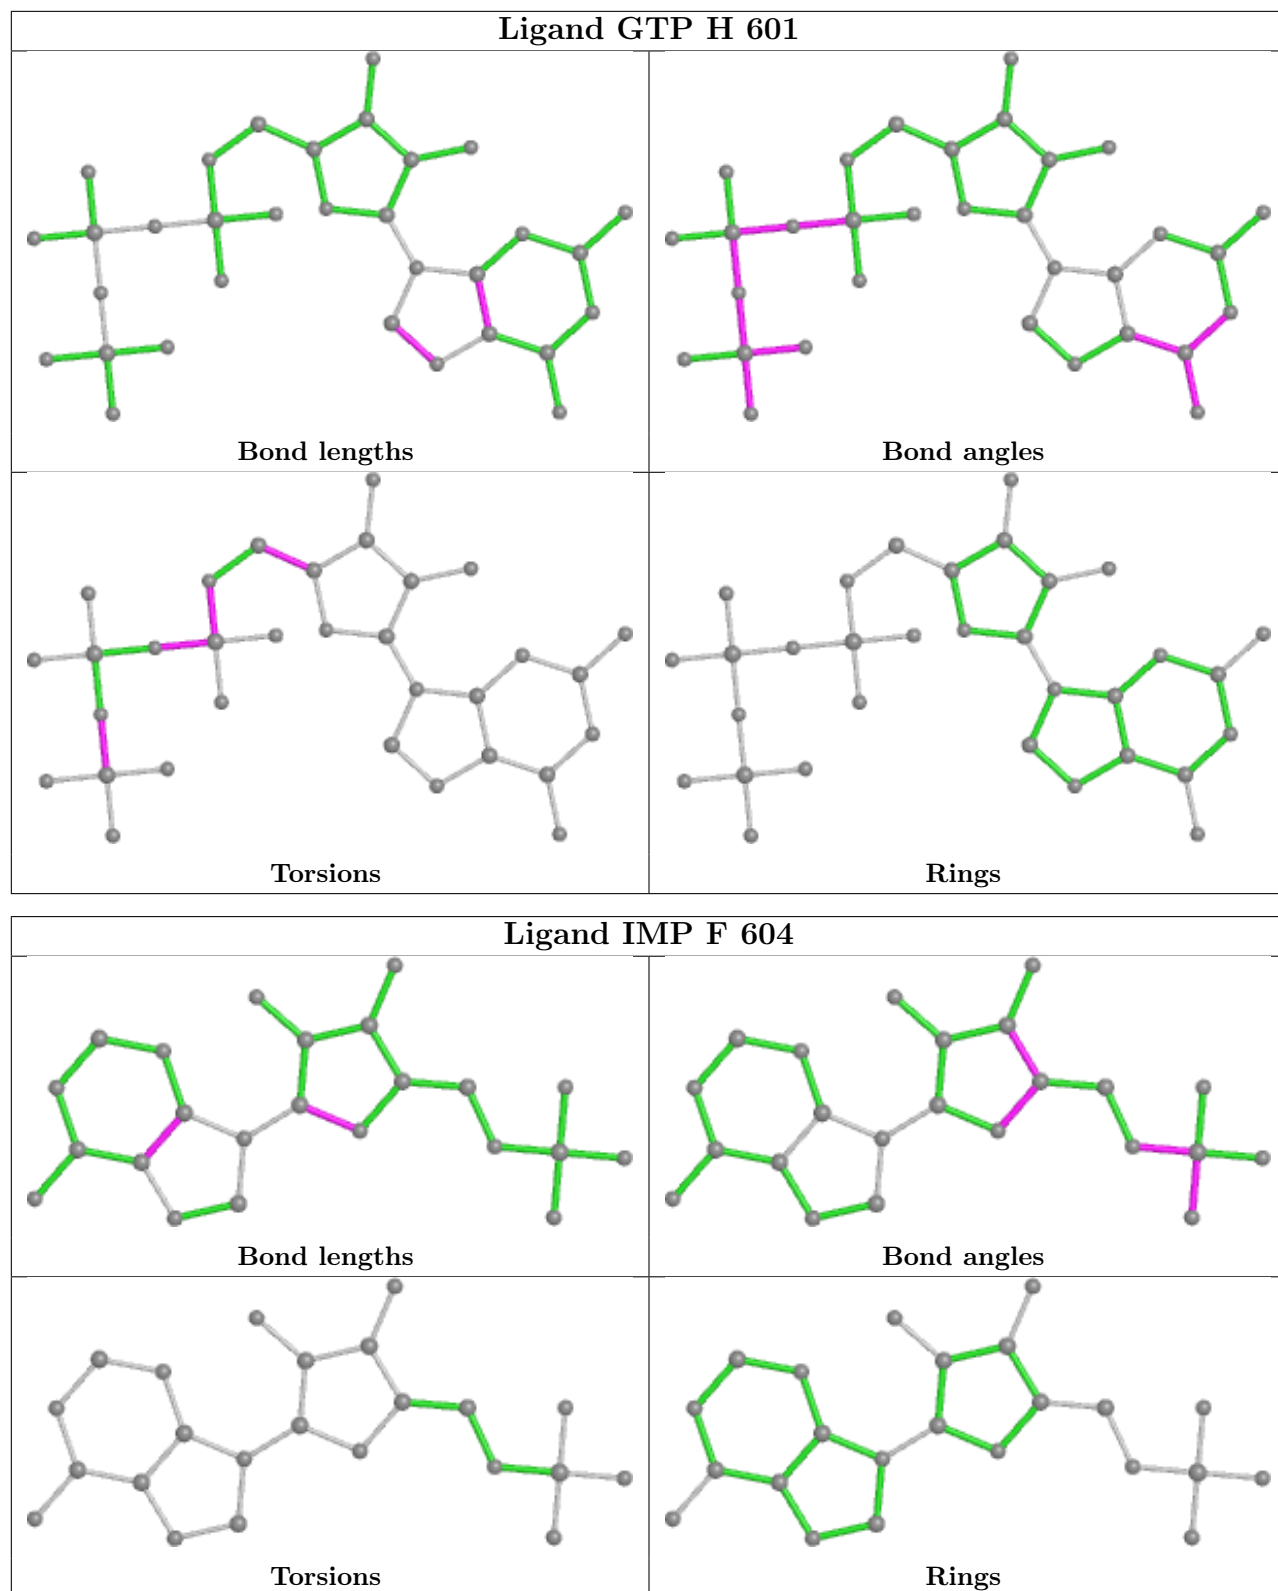 Ligand GTP H 601
Bond lengths
Bond angles
Torsions
Rings
Ligand IMP F 604
Bond lengths
Bond angles
Torsions
Rings